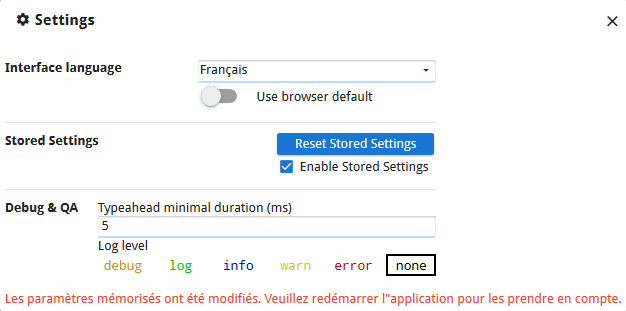 Settings
Interface language
Français
Use browser default
Stored Settings
Reset Stored Settings
Enable Stored Settings
Debug & QA
Typeahead minimal duration (ms)
5
Log level
debug log info warn error none
Les paramètres mémorisés ont été modifiés. Veuillez redémarrer l"application pour les prendre en compte.